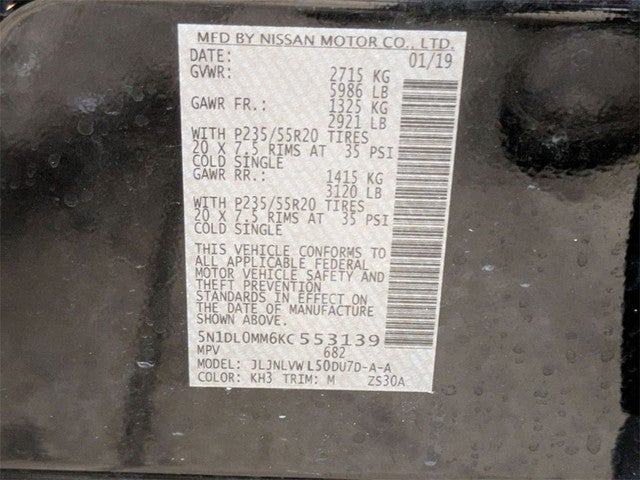 MFD BY NISSAN MOTOR CO., LTD.
DATE: 01/19
GVWR: 2715 KG
5986 LB
GAWR FR.: 1325 KG
2921 LB
WITH P235/55R20 TIRES
20 X 7.5 RIMS AT 35 PSI
COLD SINGLE
GAWR RR.: 1415 KG
3120 LB
WITH P235/55R20 TIRES
20 X 7.5 RIMS AT 35 PSI
COLD SINGLE
THIS VEHICLE CONFORMS TO
ALL APPLICABLE FEDERAL
MOTOR VEHICLE SAFETY AND
THEFT PREVENTION
STANDARDS IN EFFECT ON
THE DATE OF MANUFACTURE
SHOWN ABOVE.
5N1DL0MM6KC 553139
MPV 682
MODEL: JLJNLVW L50DU7D-A-A
COLOR: KH3 TRIM: M ZS30A